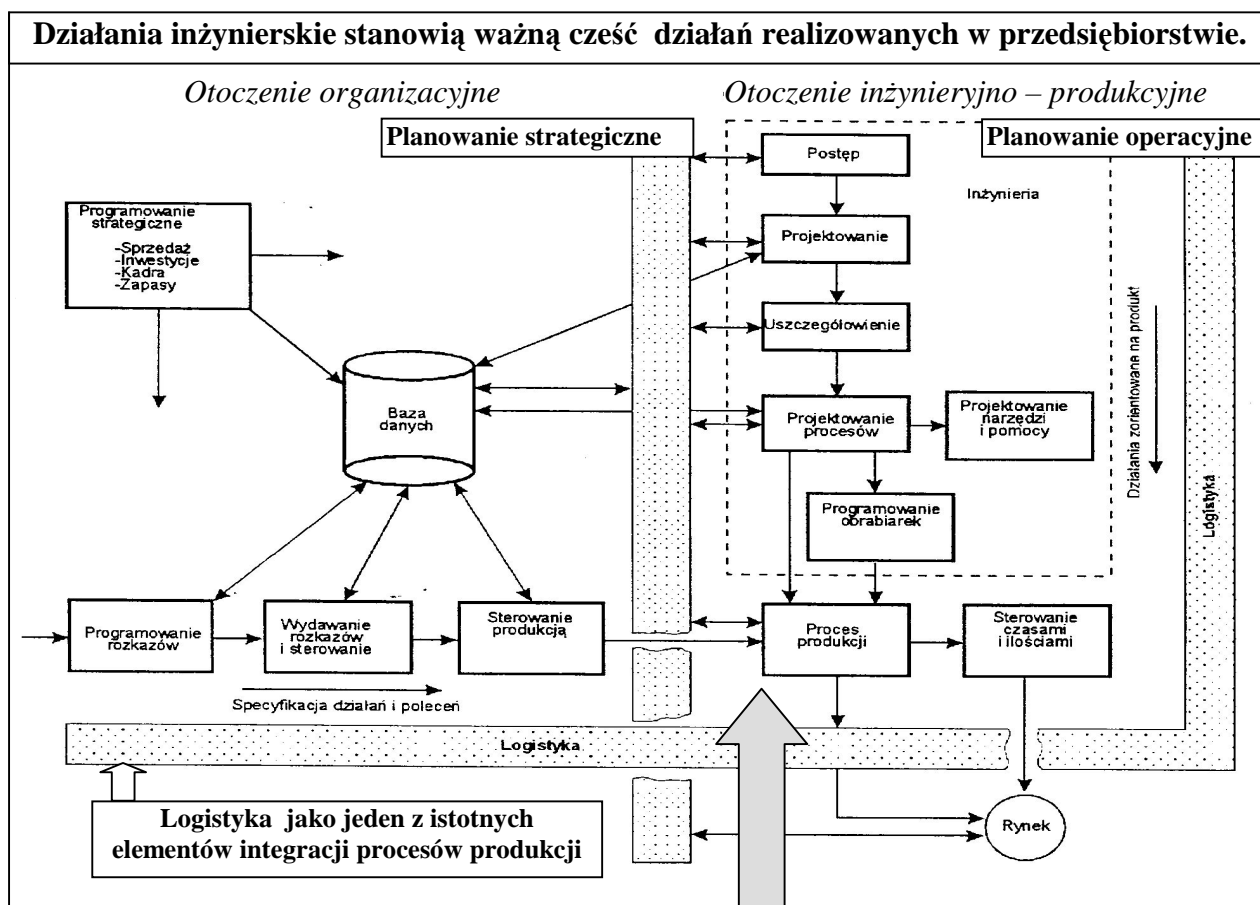 Działania inżynierskie stanowią ważną cześć działań realizowanych w przedsiębiorstwie.
Otoczenie organizacyjne
Otoczenie inżynieryjno – produkcyjne
Planowanie strategiczne
Planowanie operacyjne
Postęp
Inżynieria
Programowanie
strategiczne
-Sprzedaż
-Inwestycje
-Kadra
-Zapasy
Projektowanie
Uszczegółowienie
Baza
danych
Projektowanie
procesów
Projektowanie
narzędzi
i pomocy
Działania zorientowane na produkt
Logistyka
Programowanie
obrabiarek
Programowanie
rozkazów
Wydawanie
rozkazów
i sterowanie
Sterowanie
produkcją
Proces
produkcji
Sterowanie
czasami
i ilościami
Specyfikacja działań i poleceń
Logistyka
Logistyka jako jeden z istotnych
elementów integracji procesów produkcji
Rynek